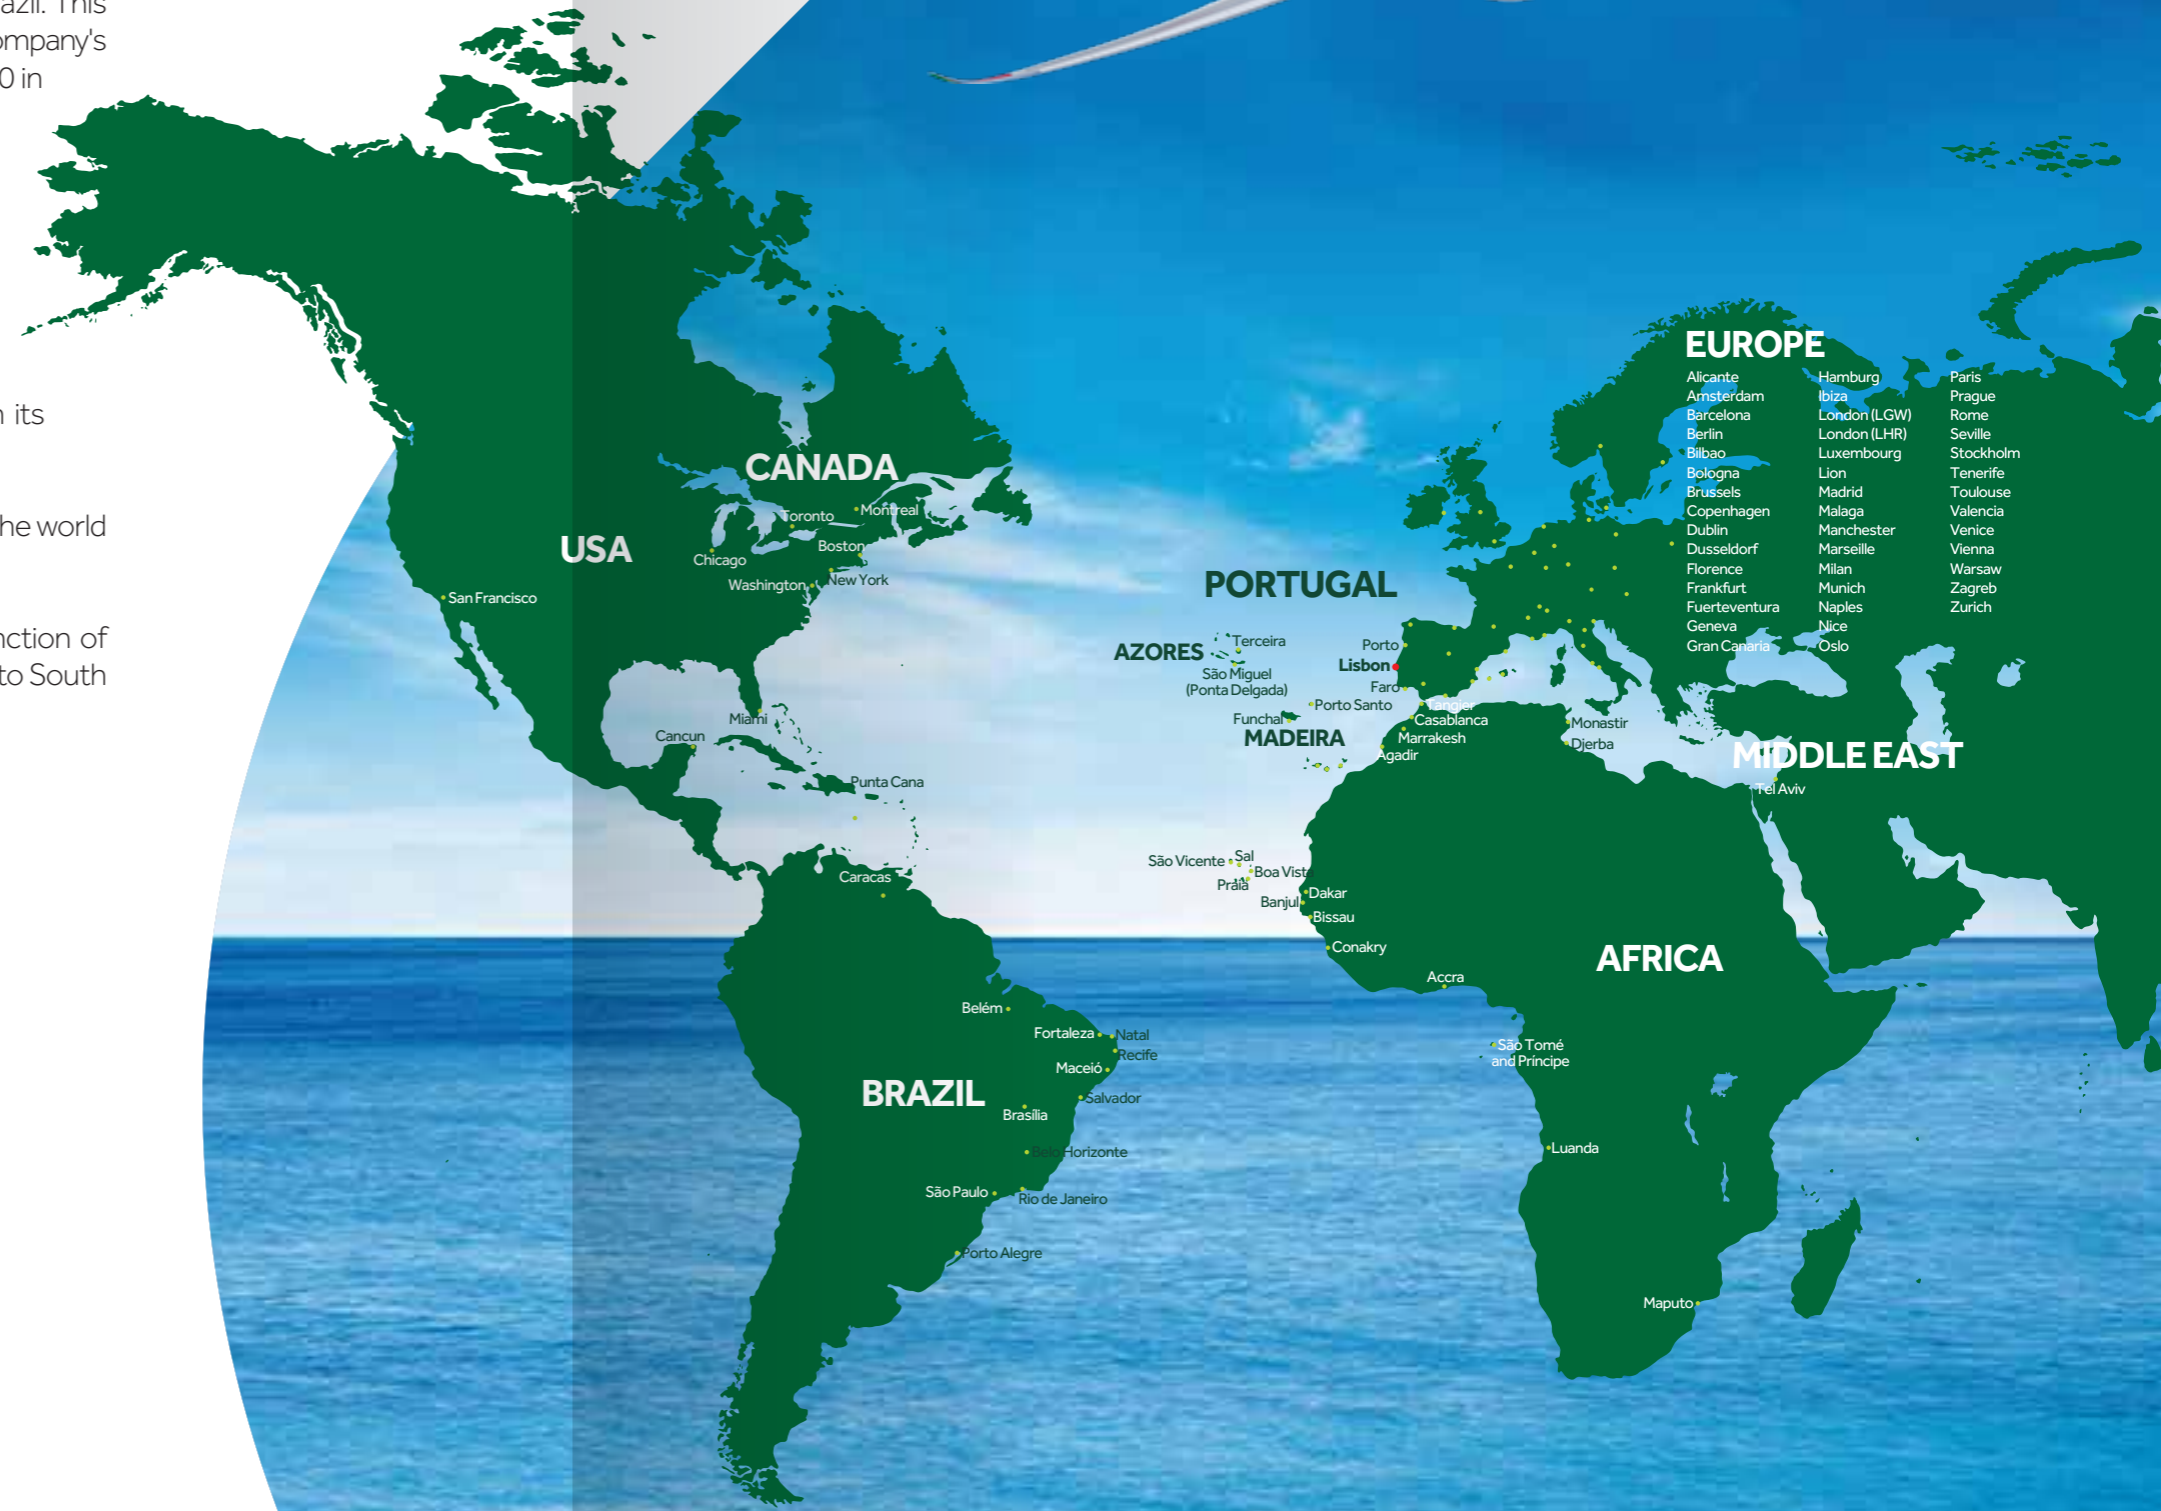 azil. This
ompany's
0 in
n its
he world
nction of
to South
CANADA
Toronto
Montreal
USA
Boston
Chicago
Washington
New York
San Francisco
Miami
Cancun
Punta Cana
Caracas
Belém
Fortaleza
Natal
Recife
Maceió
BRAZIL
Salvador
Brasília
Belo Horizonte
São Paulo
Rio de Janeiro
Porto Alegre
PORTUGAL
AZORES
Terceira
São Miguel
(Ponta Delgada)
Porto
Lisbon
Faro
Porto Santo
Funchal
MADEIRA
Tangier
Casablanca
Marrakesh
Agadir
Monastir
Djerba
São Vicente
Sal
Boa Vista
Praia
Dakar
Banjul
Bissau
Conakry
Accra
AFRICA
São Tomé
and Príncipe
Luanda
Maputo
EUROPE
Alicante
Amsterdam
Barcelona
Berlin
Bilbao
Bologna
Brussels
Copenhagen
Dublin
Dusseldorf
Florence
Frankfurt
Fuerteventura
Geneva
Gran Canaria
Hamburg
Ibiza
London (LGW)
London (LHR)
Luxembourg
Lion
Madrid
Malaga
Manchester
Marseille
Milan
Munich
Naples
Nice
Oslo
Paris
Prague
Rome
Seville
Stockholm
Tenerife
Toulouse
Valencia
Venice
Vienna
Warsaw
Zagreb
Zurich
MIDDLE EAST
Tel Aviv